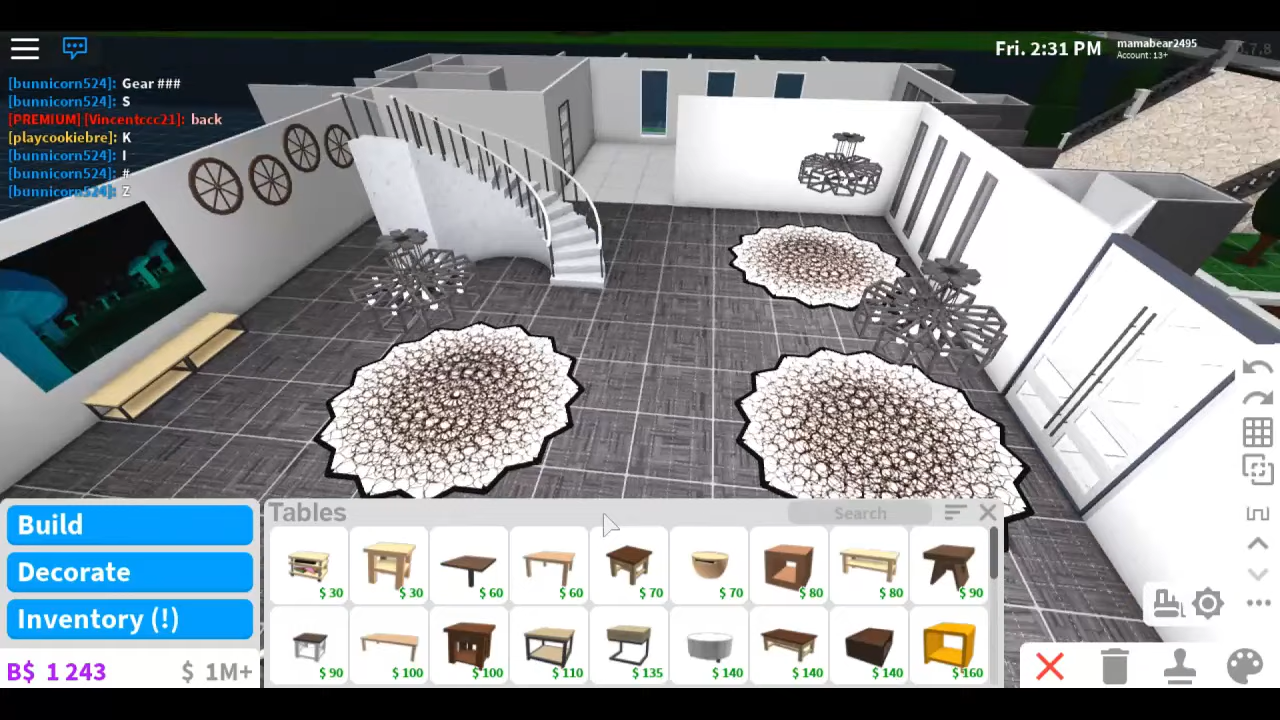 Fri. 2:31 PM
mamabear2495
Account: 13+
[bunnicorn524]: Gear ###
[bunnicorn524]: S
[PREMIUM] [Vincentccc21]: back
[playcookiebre]: K
[bunnicorn524]: I
[bunnicorn524]: #
[bunnicorn524]: Z
Build
Decorate
Inventory (!)
B$ 1 243
$ 1M+
Tables
Search
$ 30
$ 30
$ 60
$ 60
$ 70
$ 70
$ 80
$ 80
$ 90
$ 90
$ 100
$ 100
$ 110
$ 135
$ 140
$ 140
$ 140
$ 160